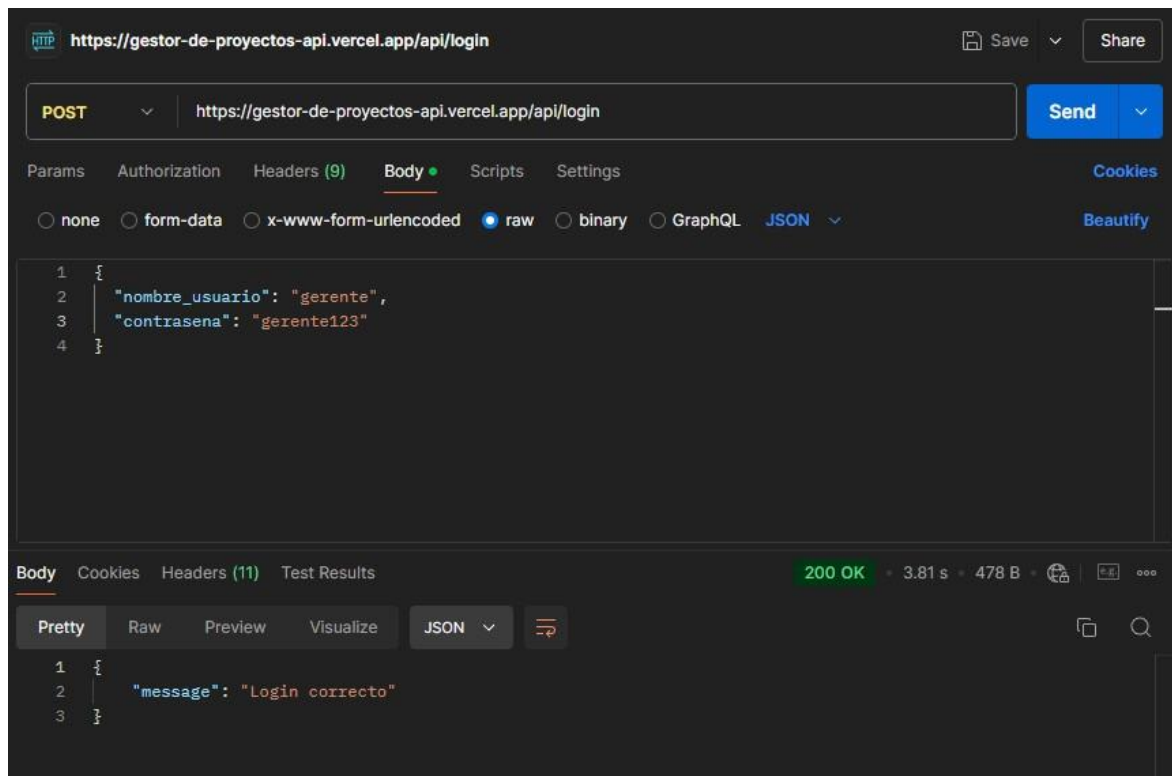 HTTP https://gestor-de-proyectos-api.vercel.app/api/login Save Share
POST https://gestor-de-proyectos-api.vercel.app/api/login Send
Params Authorization Headers (9) Body Scripts Settings Cookies
none form-data x-www-form-urlencoded raw binary GraphQL JSON Beautify
1 {
2 "nombre_usuario": "gerente",
3 "contrasena": "gerente123"
4 }
Body Cookies Headers (11) Test Results 200 OK • 3.81 s • 478 B • e.g.
Pretty Raw Preview Visualize JSON
1 {
2 "message": "Login correcto"
3 }